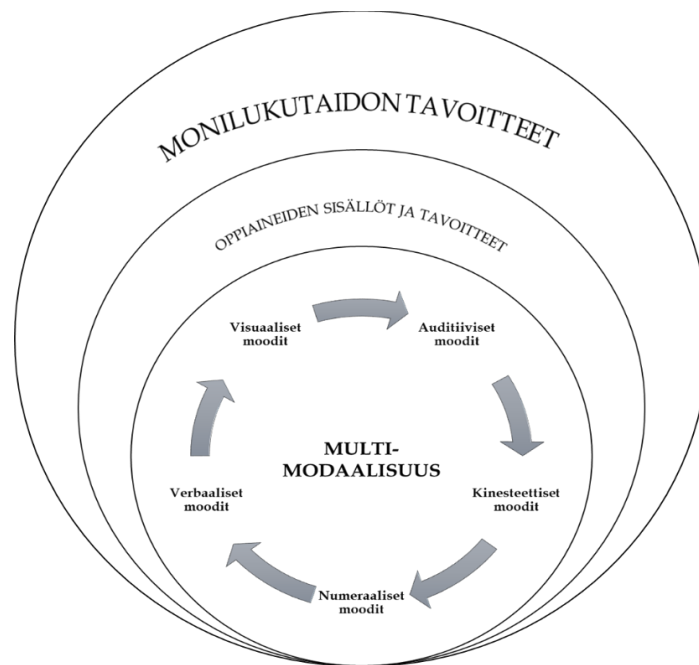 MONILUKUTAIDON TAVOITTEET
OPPIAINEIDEN SISÄLLÖT JA TAVOITTEET
Visuaaliset
moodit
Auditiiviset
moodit
MULTI-
MODAALISUUS
Verbaaliset
moodit
Kinesteettiset
moodit
Numeraaliset
moodit